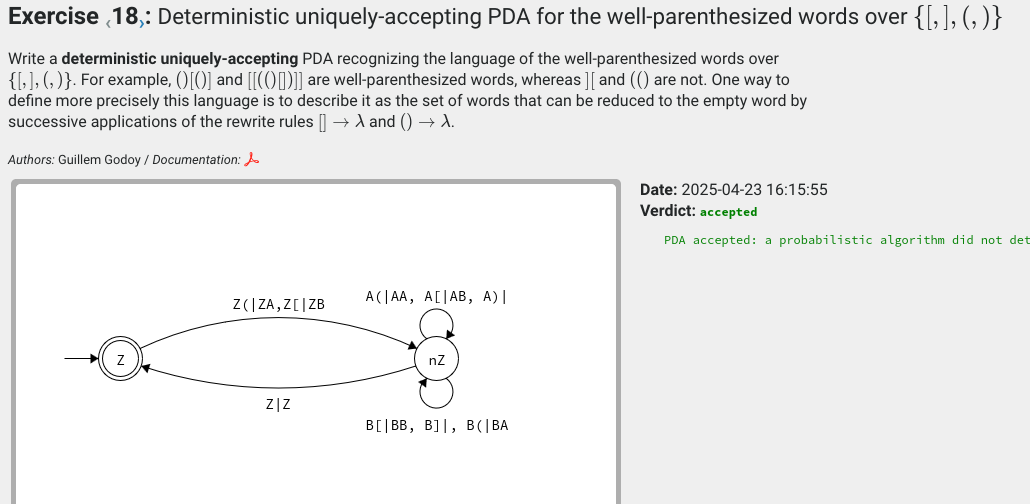 Exercise ‹18›: Deterministic uniquely-accepting PDA for the well-parenthesized words over {[, ], (, )}
Write a deterministic uniquely-accepting PDA recognizing the language of the well-parenthesized words over
{[, ], (, )}. For example, ()[()] and [[(()[])]] are well-parenthesized words, whereas ][ and (() are not. One way to
define more precisely this language is to describe it as the set of words that can be reduced to the empty word by
successive applications of the rewrite rules [] → λ and () → λ.
Authors: Guillem Godoy / Documentation:
Date: 2025-04-23 16:15:55
Verdict: accepted
PDA accepted: a probabilistic algorithm did not det
A(|AA, A[|AB, A)|
Z(|ZA,Z[|ZB
Z
nZ
Z|Z
B[|BB, B]|, B(|BA